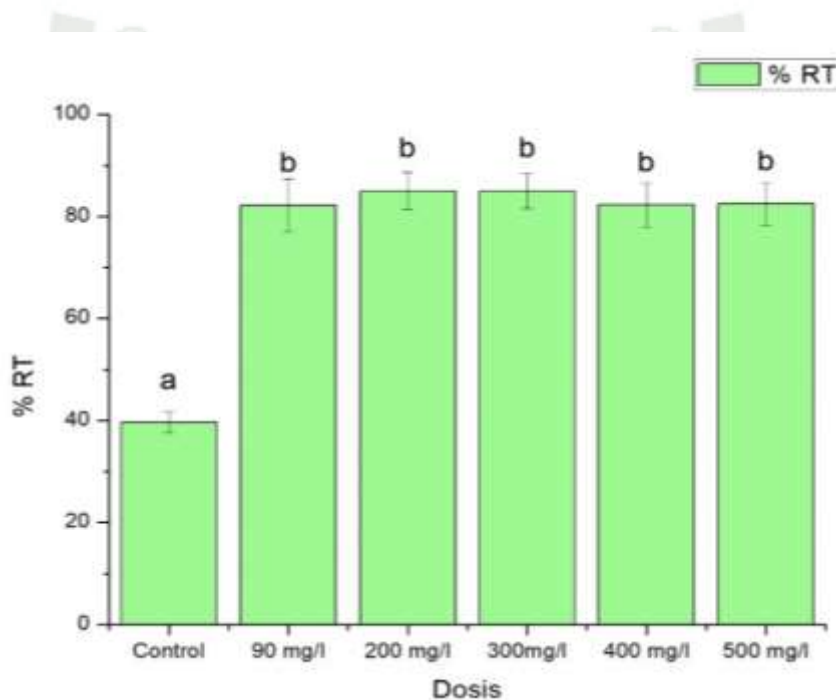 % RT
100
b
b
b
b
b
80
60
% RT
a
40
20
0
Control
90 mg/l
200 mg/l
300mg/l
400 mg/l
500 mg/l
Dosis